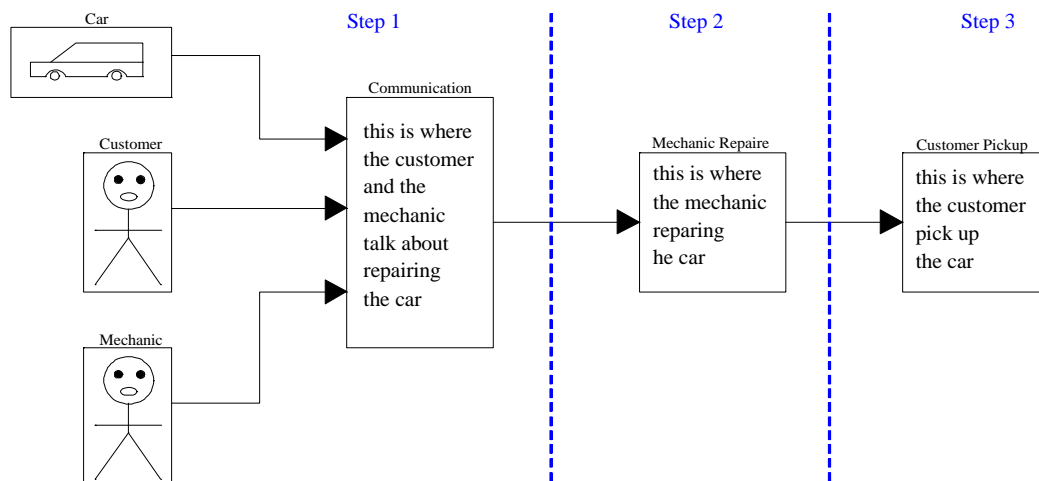 Car
Step 1
Step 2
Step 3
Communication
this is where
the customer
and the
mechanic
talk about
repairing
the car
Customer
Mechanic
Mechanic Repaire
this is where
the mechanic
reparing
he car
Customer Pickup
this is where
the customer
pick up
the car